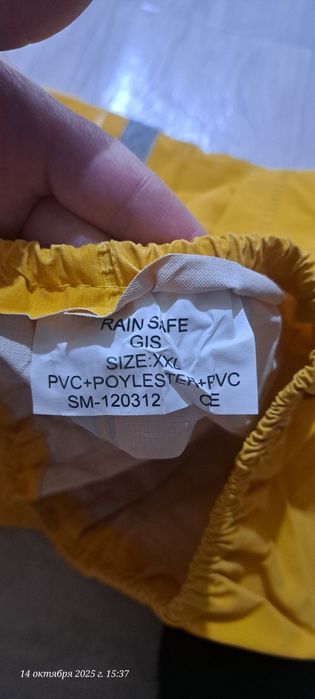 RAIN SAFE
GIS
SIZE:XXL
PVC+POYLESTER+PVC
SM-120312 CE
14 октября 2025 г. 15:37